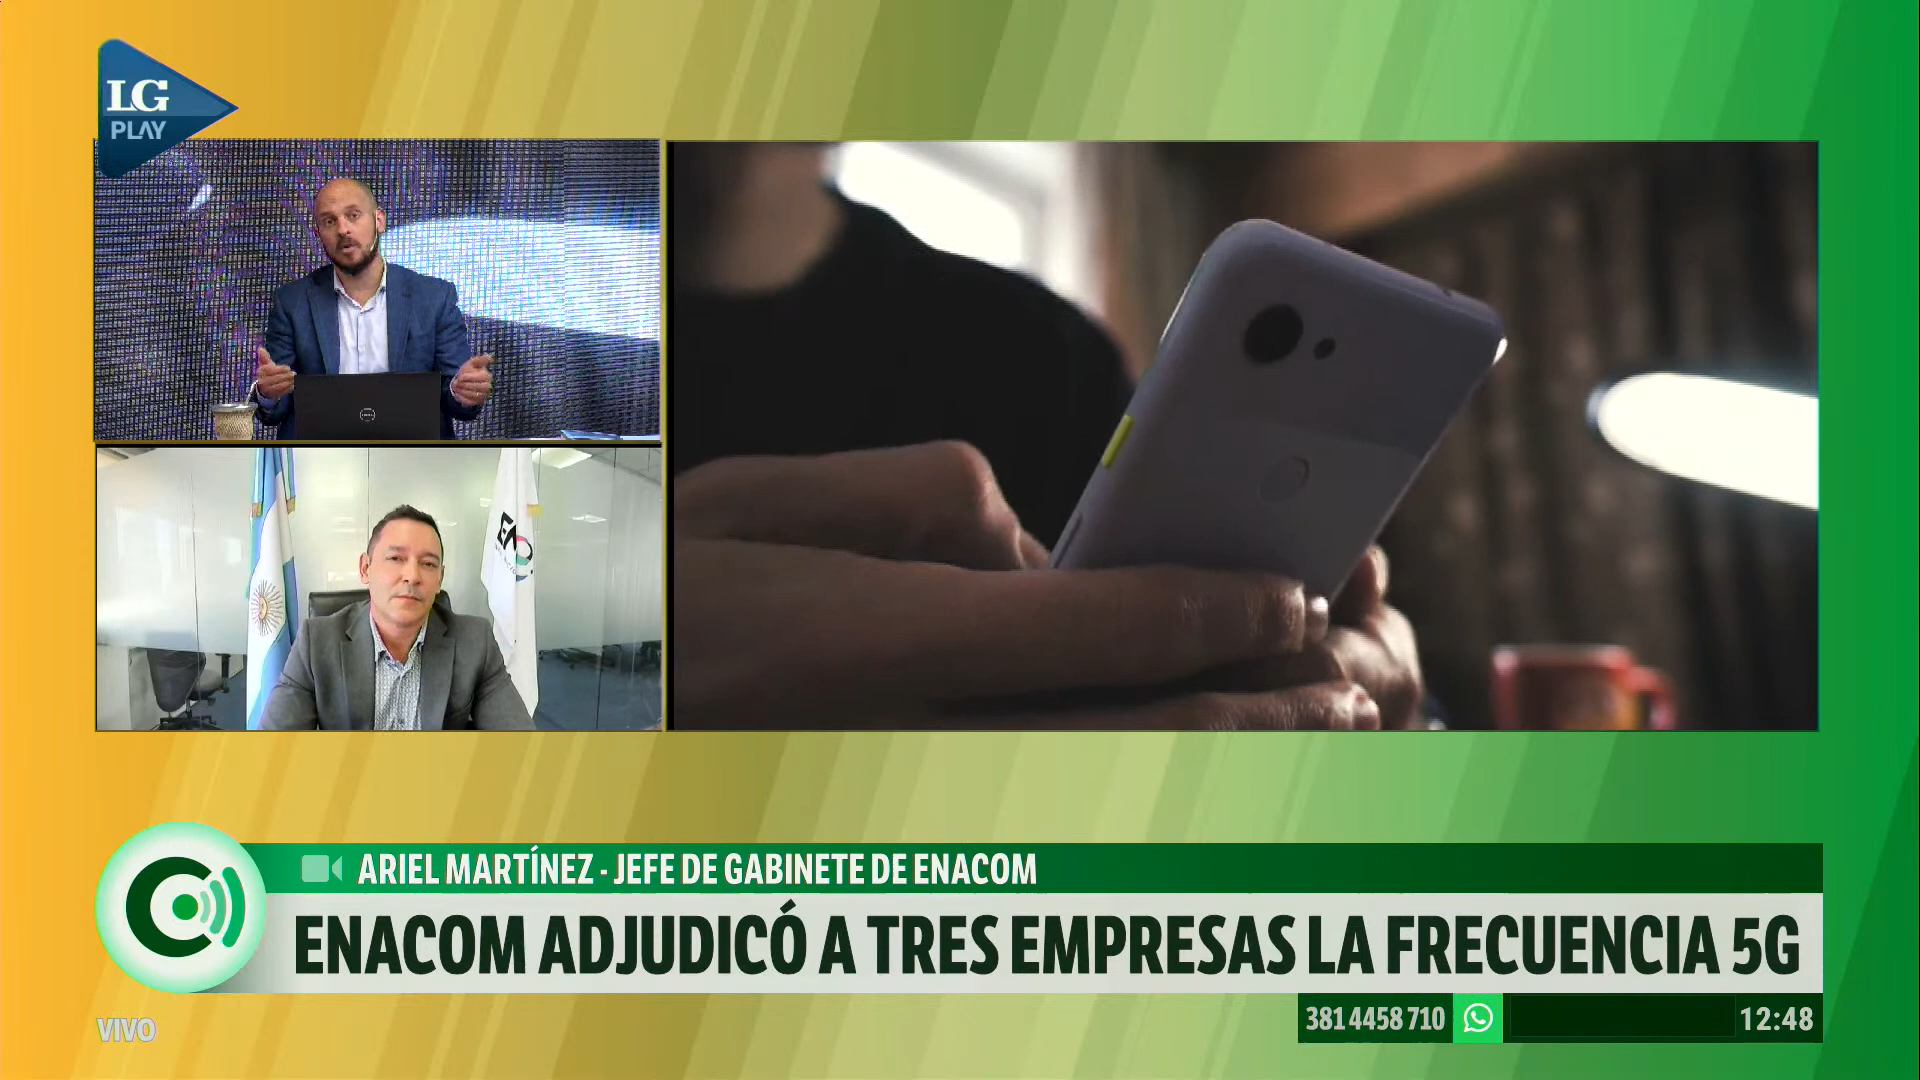 LG
PLAY
ARIEL MARTÍNEZ - JEFE DE GABINETE DE ENACOM
ENACOM ADJUDICÓ A TRES EMPRESAS LA FRECUENCIA 5G
VIVO
381 4458 710
12:48